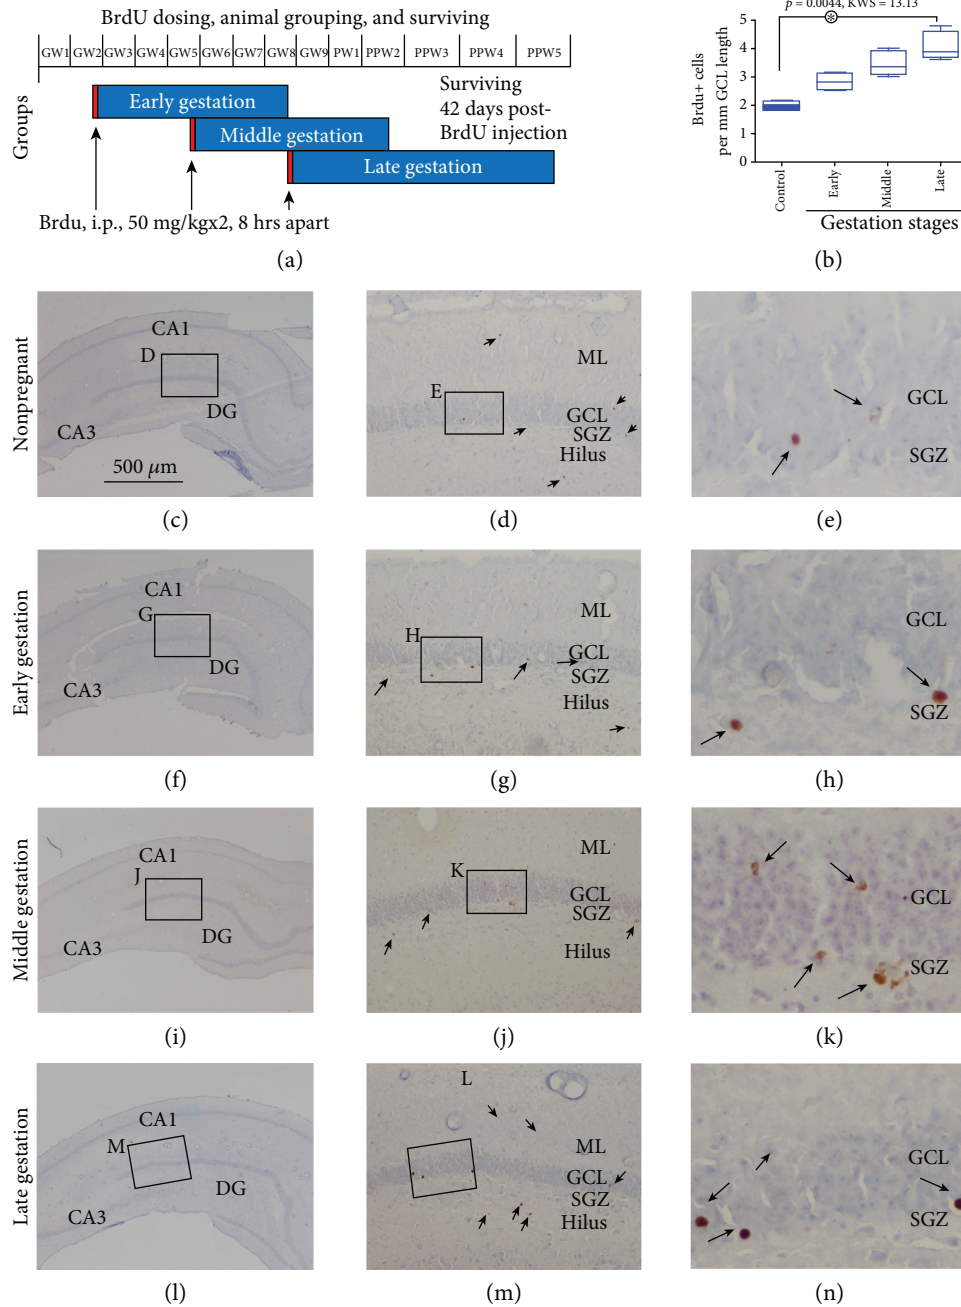 BrdU dosing, animal grouping, and surviving
GW1 GW2 GW3 GW4 GW5 GW6 GW7 GW8 GW9 PW1 PPW2 PPW3 PPW4 PPW5
Groups
Early gestation
Middle gestation
Late gestation
Surviving
42 days post-
BrdU injection
Brdu, i.p., 50 mg/kgx2, 8 hrs apart
(a)
p = 0.0044, KWS = 13.13
*
Brdu+ cells
per mm GCL length
5
4
3
2
1
0
Control
Early
Middle
Late
Gestation stages
(b)
Nonpregnant
CA1
D
DG
CA3
500 μm
(c)
ML
E
GCL
SGZ
Hilus
(d)
GCL
SGZ
(e)
Early gestation
CA1
G
DG
CA3
(f)
ML
H
GCL
SGZ
Hilus
(g)
GCL
SGZ
(h)
Middle gestation
CA1
J
DG
CA3
(i)
ML
K
GCL
SGZ
Hilus
(j)
GCL
SGZ
(k)
Late gestation
CA1
M
DG
CA3
(l)
L
ML
GCL
SGZ
Hilus
(m)
GCL
SGZ
(n)